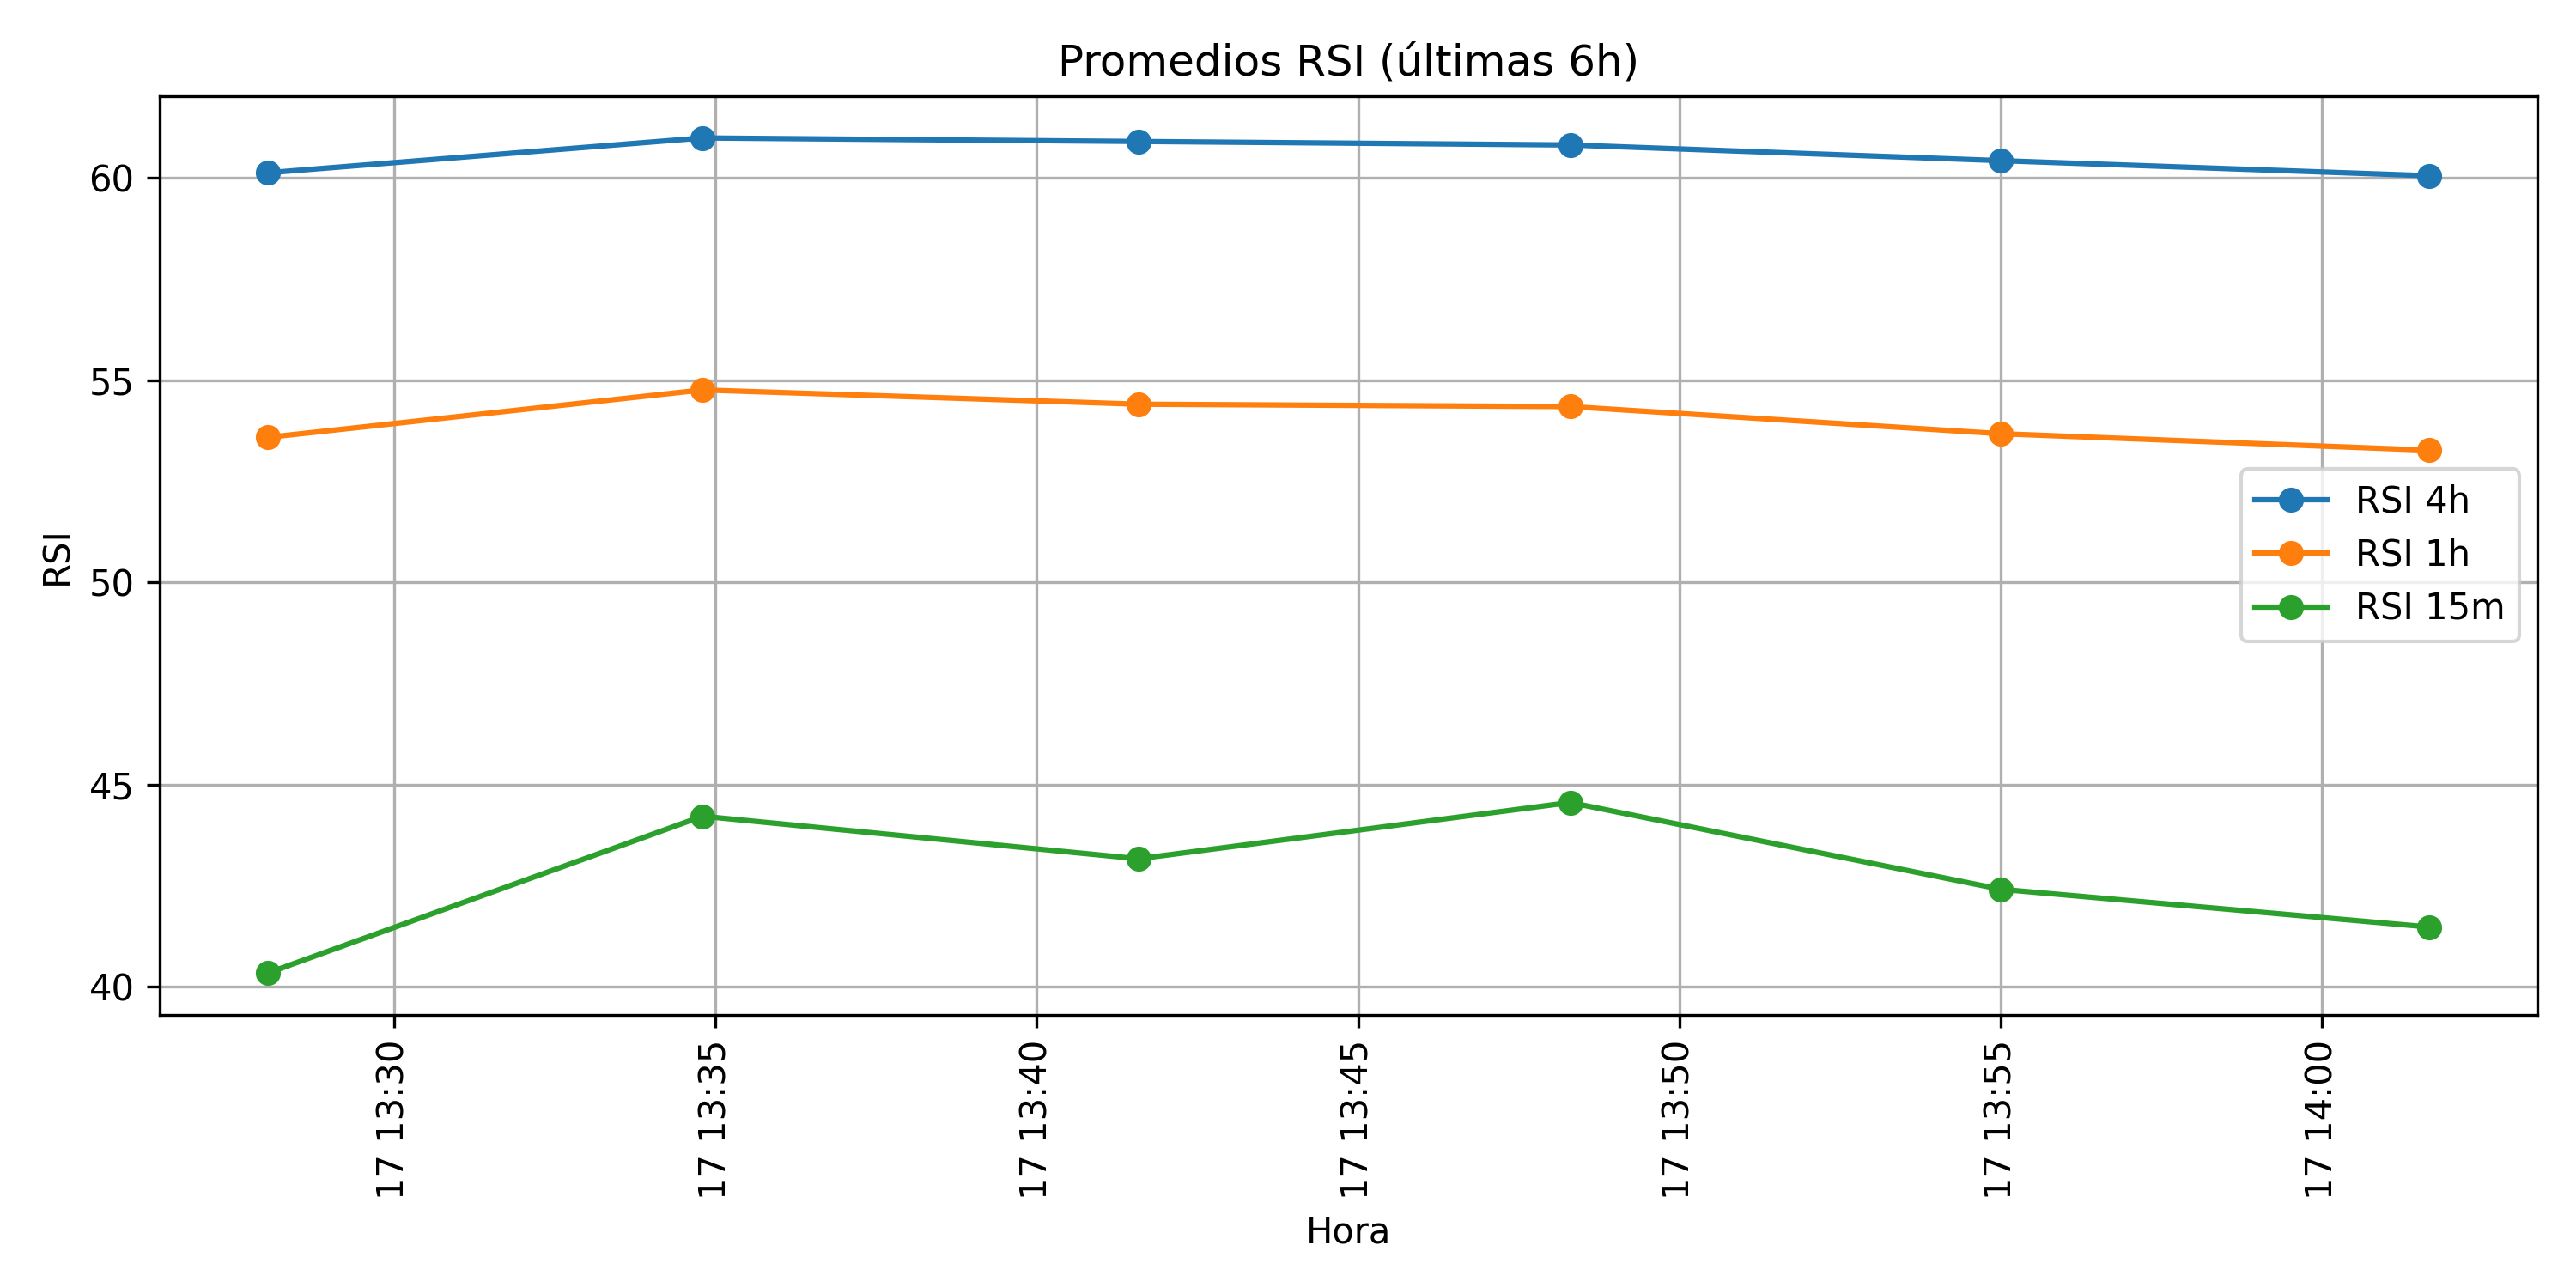 Promedios RSI (últimas 6h)
RSI
60
55
50
45
40
RSI 4h
RSI 1h
RSI 15m
17 13:30
17 13:35
17 13:40
17 13:45
17 13:50
17 13:55
17 14:00
Hora